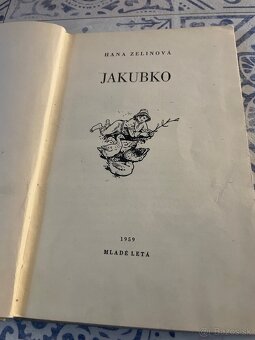 HANA ZELINOVÁ
JAKUBKO
1959
MLADÉ LETÁ